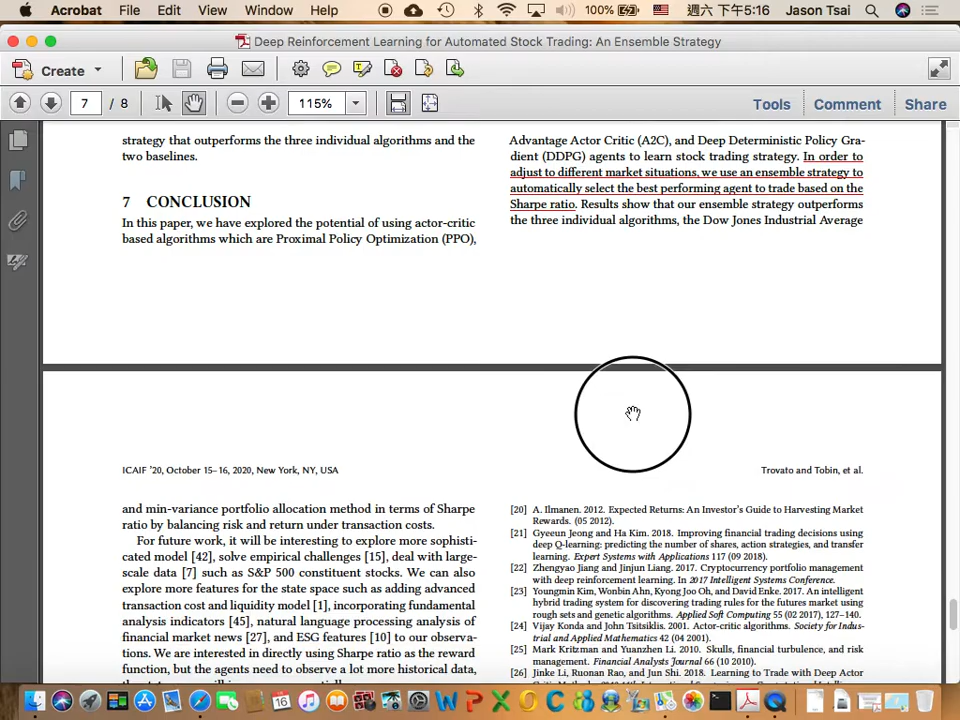 Acrobat File Edit View Window Help 100% 週六 下午5:16 Jason Tsai
Deep Reinforcement Learning for Automated Stock Trading: An Ensemble Strategy
Create
7 / 8 115% Tools Comment Share
strategy that outperforms the three individual algorithms and the
two baselines.
7 CONCLUSION
In this paper, we have explored the potential of using actor-critic
based algorithms which are Proximal Policy Optimization (PPO),
Advantage Actor Critic (A2C), and Deep Deterministic Policy Gra-
dient (DDPG) agents to learn stock trading strategy. In order to
adjust to different market situations, we use an ensemble strategy to
automatically select the best performing agent to trade based on the
Sharpe ratio. Results show that our ensemble strategy outperforms
the three individual algorithms, the Dow Jones Industrial Average
ICAIF '20, October 15–16, 2020, New York, NY, USA
Trovato and Tobin, et al.
and min-variance portfolio allocation method in terms of Sharpe
ratio by balancing risk and return under transaction costs.
For future work, it will be interesting to explore more sophisti-
cated model [42], solve empirical challenges [15], deal with large-
scale data [7] such as S&P 500 constituent stocks. We can also
explore more features for the state space such as adding advanced
transaction cost and liquidity model [1], incorporating fundamental
analysis indicators [45], natural language processing analysis of
financial market news [27], and ESG features [10] to our observa-
tions. We are interested in directly using Sharpe ratio as the reward
function, but the agents need to observe a lot more historical data,
[20] A. Ilmanen. 2012. Expected Returns: An Investor's Guide to Harvesting Market
Rewards. (05 2012).
[21] Gyeeun Jeong and Ha Kim. 2018. Improving financial trading decisions using
deep Q-learning: predicting the number of shares, action strategies, and transfer
learning. Expert Systems with Applications 117 (09 2018).
[22] Zhengyao Jiang and Jinjun Liang. 2017. Cryptocurrency portfolio management
with deep reinforcement learning. In 2017 Intelligent Systems Conference.
[23] Youngmin Kim, Wonbin Ahn, Kyong Joo Oh, and David Enke. 2017. An intelligent
hybrid trading system for discovering trading rules for the futures market using
rough sets and genetic algorithms. Applied Soft Computing 55 (02 2017), 127–140.
[24] Vijay Konda and John Tsitsiklis. 2001. Actor-critic algorithms. Society for Indus-
trial and Applied Mathematics 42 (04 2001).
[25] Mark Kritzman and Yuanzhen Li. 2010. Skulls, financial turbulence, and risk
management. Financial Analysts Journal 66 (10 2010).
[26] Jinke Li, Ruonan Rao, and Jun Shi. 2018. Learning to Trade with Deep Actor